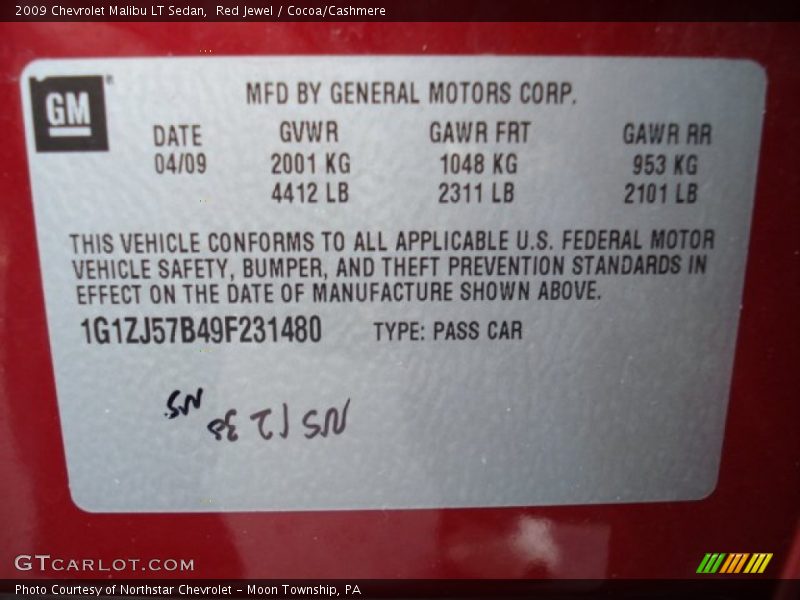 2009 Chevrolet Malibu LT Sedan,  Red Jewel / Cocoa/Cashmere
GM
MFD BY GENERAL MOTORS CORP.
DATE GVWR GAWR FRT GAWR RR
04/09 2001 KG 1048 KG 953 KG
4412 LB 2311 LB 2101 LB
THIS VEHICLE CONFORMS TO ALL APPLICABLE U.S. FEDERAL MOTOR
VEHICLE SAFETY, BUMPER, AND THEFT PREVENTION STANDARDS IN
EFFECT ON THE DATE OF MANUFACTURE SHOWN ABOVE.
1G1ZJ57B49F231480 TYPE: PASS CAR
GTCARLOT.COM
Photo Courtesy of Northstar Chevrolet - Moon Township, PA